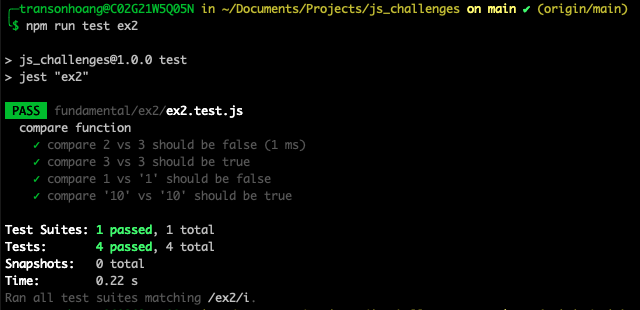 transonhoang@C02G21W5Q05N in ~/Documents/Projects/js_challenges on main ✔ (origin/main)
$ npm run test ex2
> js_challenges@1.0.0 test
> jest "ex2"
PASS fundamental/ex2/ex2.test.js
compare function
✓ compare 2 vs 3 should be false (1 ms)
✓ compare 3 vs 3 should be true
✓ compare 1 vs '1' should be false
✓ compare '10' vs '10' should be true
Test Suites: 1 passed, 1 total
Tests: 4 passed, 4 total
Snapshots: 0 total
Time: 0.22 s
Ran all test suites matching /ex2/i.